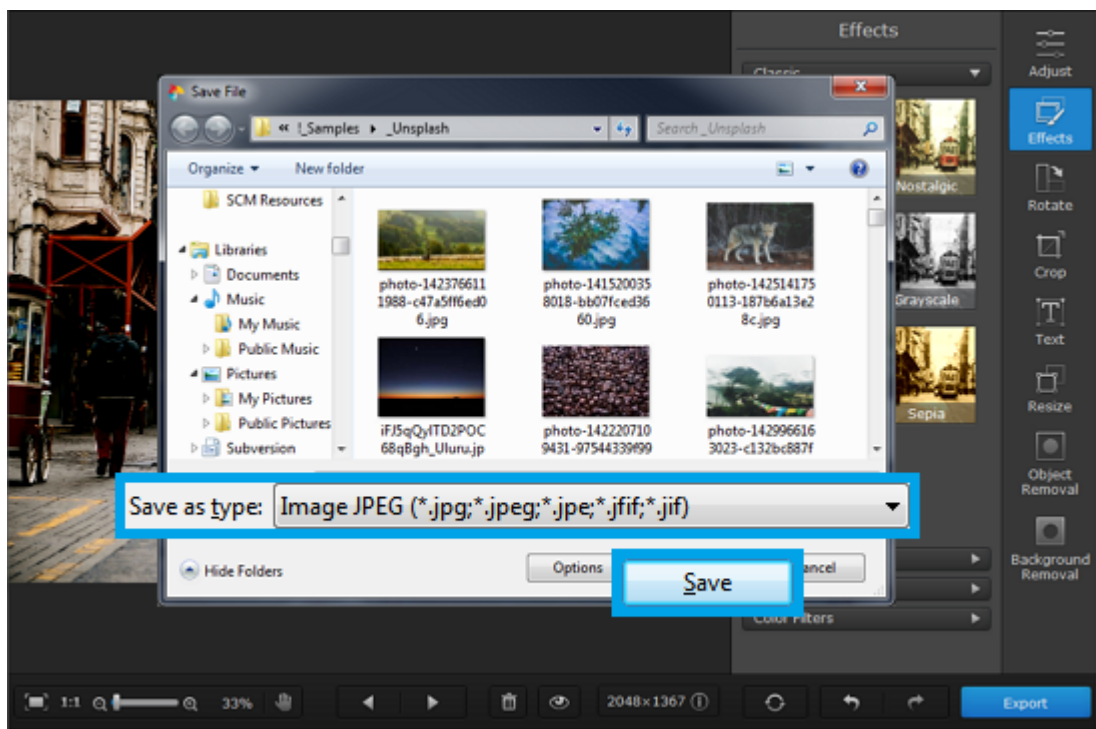 Effects
Classic
Adjust
Save File
« !_Samples ▸ _Unsplash
Search _Unsplash
Effects
Organize
New folder
Nostalgic
SCM Resources
Rotate
Libraries
Documents
Music
My Music
Public Music
Pictures
My Pictures
Public Pictures
Subversion
photo-142376611
1988-c47a5ff6ed0
6.jpg
photo-141520035
8018-bb07fced36
60.jpg
photo-142514175
0113-187b6a13e2
8c.jpg
iFJ5qQyITD2POC
68qBgh_Uluru.jp
photo-142220710
9431-97544339f99
photo-142996616
3023-c132bc887f
Crop
Grayscale
Text
Resize
Sepia
Object
Removal
Save as type: Image JPEG (*.jpg;*.jpeg;*.jpe;*.jfif;*.jif)
Background
Removal
Hide Folders
Options
Save
ancel
Color Filters
1:1
33%
2048×1367
Export